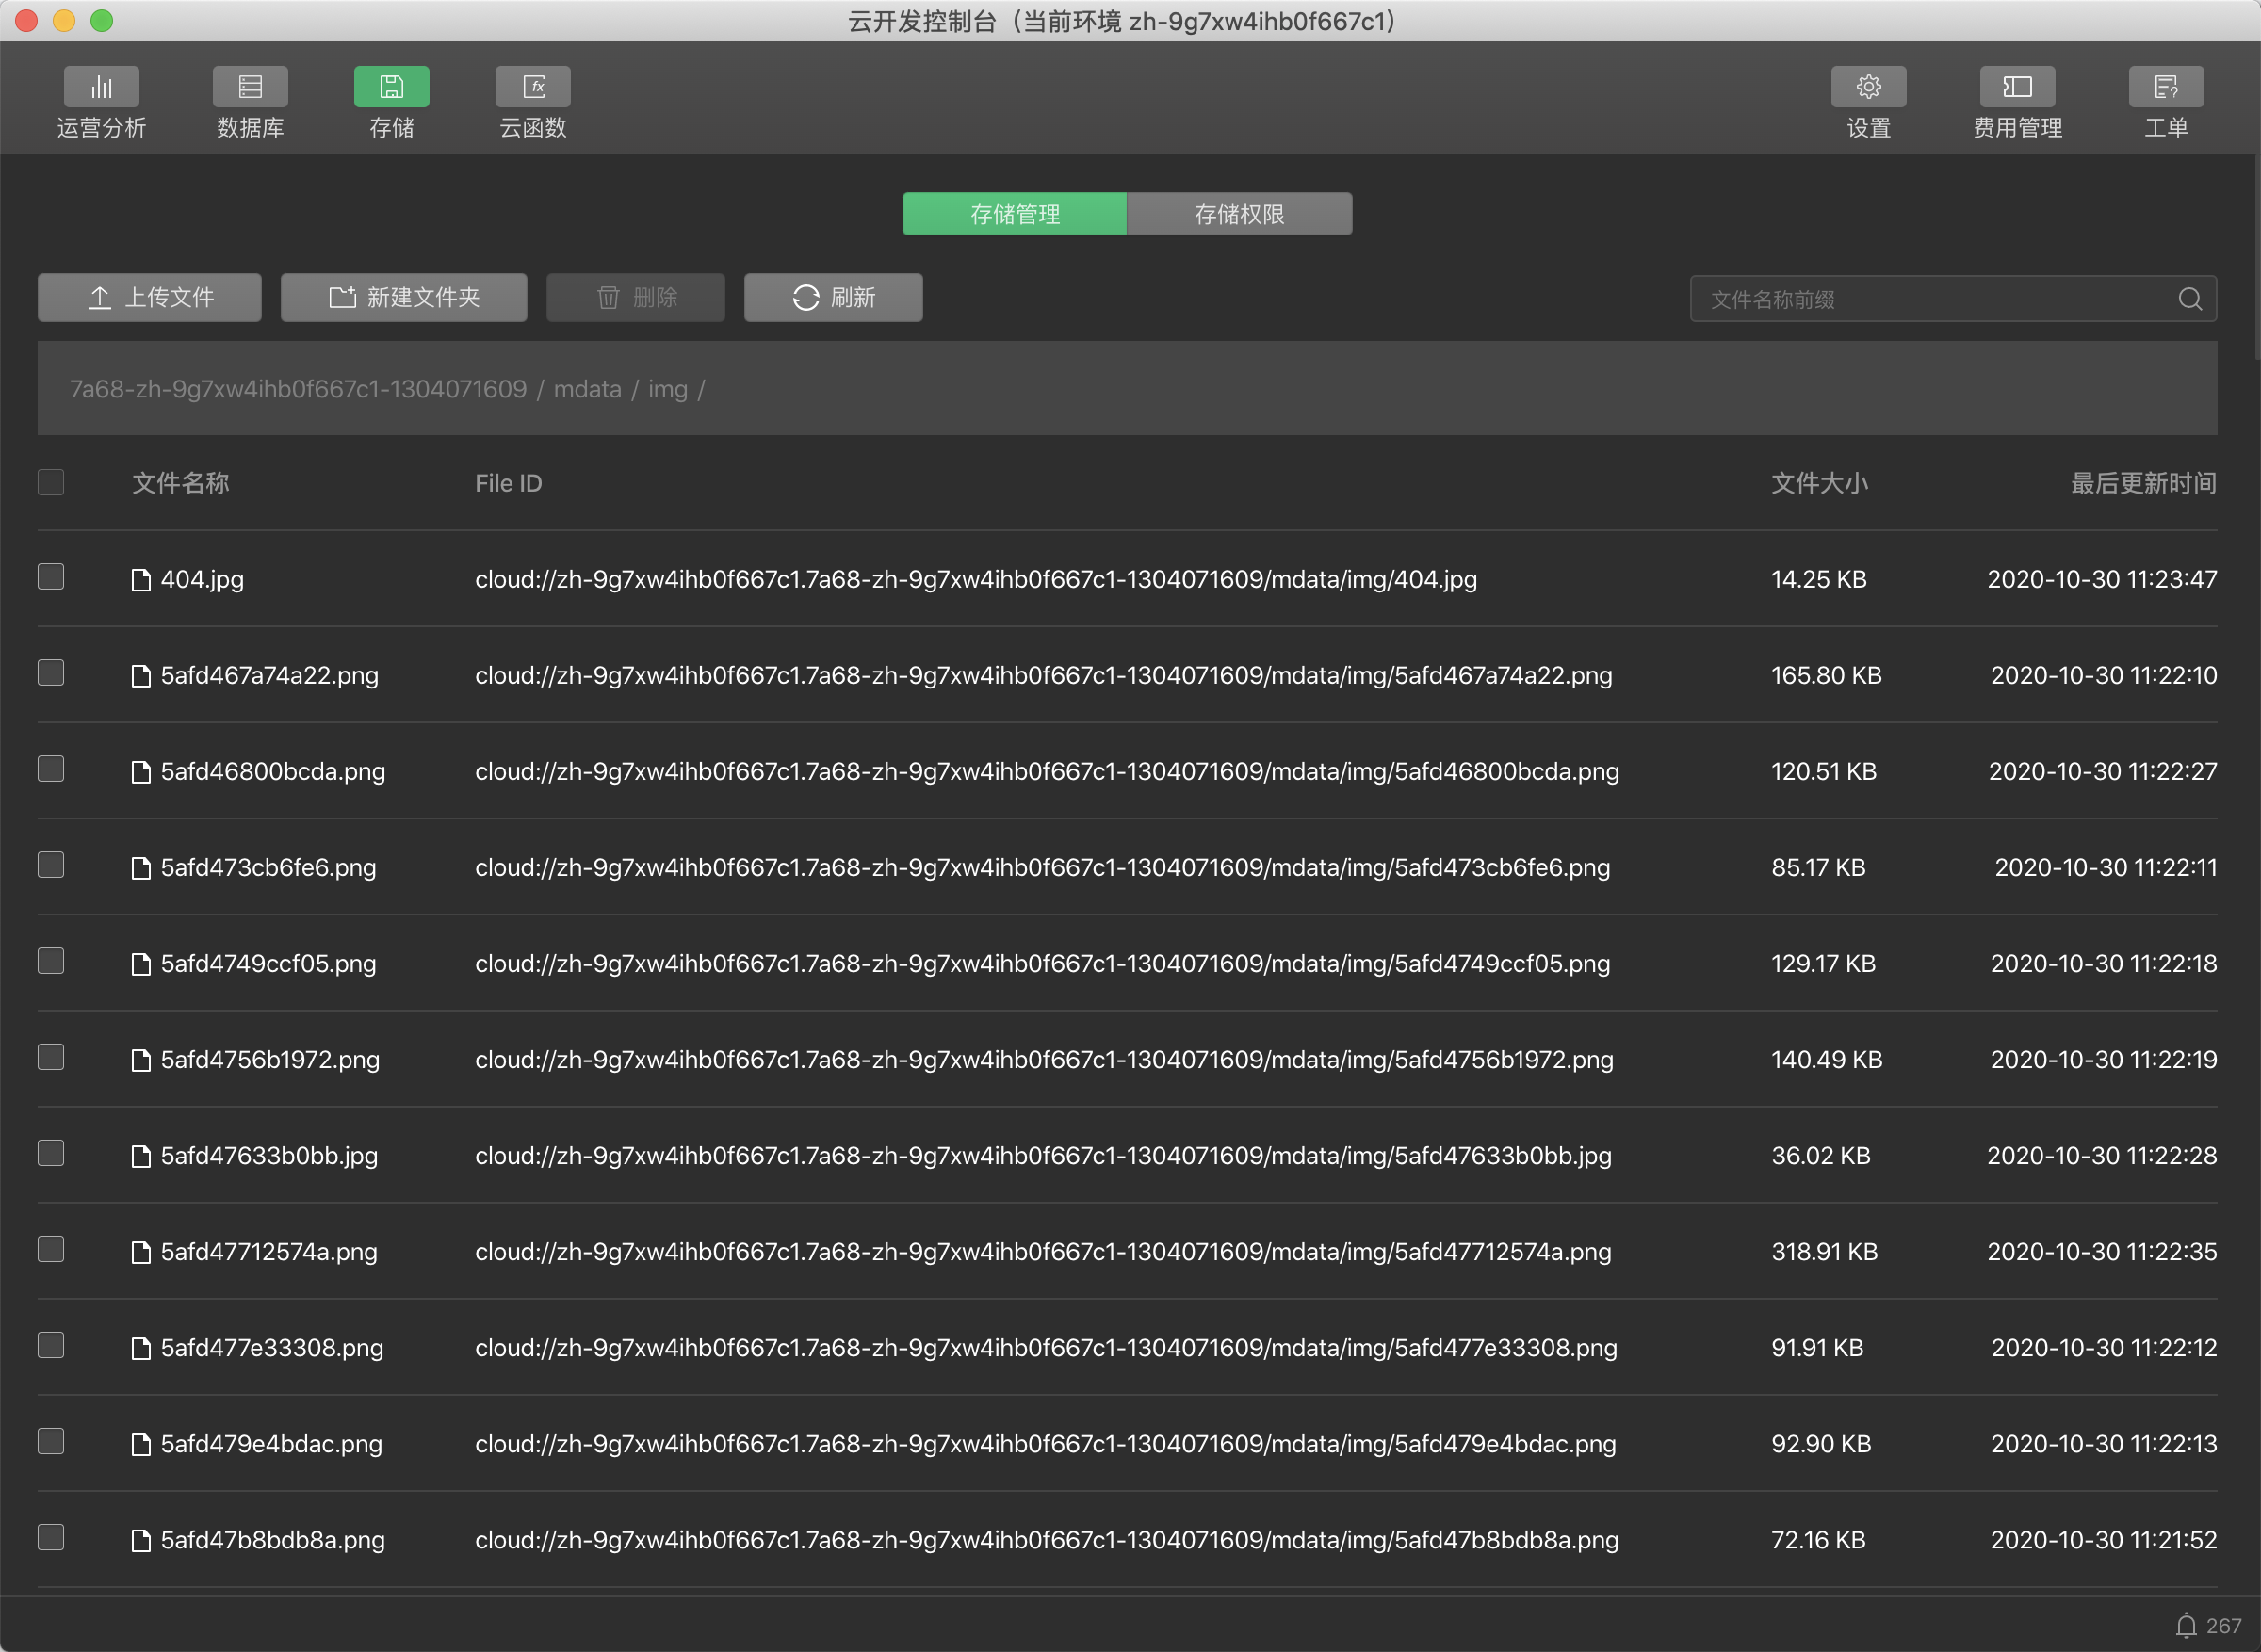 云开发控制台（当前环境 zh-9g7xw4ihb0f667c1）
运营分析 数据库 存储 云函数 设置 费用管理 工单
存储管理 存储权限
上传文件 新建文件夹 删除 刷新 文件名称前缀
7a68-zh-9g7xw4ihb0f667c1-1304071609 / mdata / img /
文件名称 File ID 文件大小 最后更新时间
404.jpg cloud://zh-9g7xw4ihb0f667c1.7a68-zh-9g7xw4ihb0f667c1-1304071609/mdata/img/404.jpg 14.25 KB 2020-10-30 11:23:47
5afd467a74a22.png cloud://zh-9g7xw4ihb0f667c1.7a68-zh-9g7xw4ihb0f667c1-1304071609/mdata/img/5afd467a74a22.png 165.80 KB 2020-10-30 11:22:10
5afd46800bcda.png cloud://zh-9g7xw4ihb0f667c1.7a68-zh-9g7xw4ihb0f667c1-1304071609/mdata/img/5afd46800bcda.png 120.51 KB 2020-10-30 11:22:27
5afd473cb6fe6.png cloud://zh-9g7xw4ihb0f667c1.7a68-zh-9g7xw4ihb0f667c1-1304071609/mdata/img/5afd473cb6fe6.png 85.17 KB 2020-10-30 11:22:11
5afd4749ccf05.png cloud://zh-9g7xw4ihb0f667c1.7a68-zh-9g7xw4ihb0f667c1-1304071609/mdata/img/5afd4749ccf05.png 129.17 KB 2020-10-30 11:22:18
5afd4756b1972.png cloud://zh-9g7xw4ihb0f667c1.7a68-zh-9g7xw4ihb0f667c1-1304071609/mdata/img/5afd4756b1972.png 140.49 KB 2020-10-30 11:22:19
5afd47633b0bb.jpg cloud://zh-9g7xw4ihb0f667c1.7a68-zh-9g7xw4ihb0f667c1-1304071609/mdata/img/5afd47633b0bb.jpg 36.02 KB 2020-10-30 11:22:28
5afd47712574a.png cloud://zh-9g7xw4ihb0f667c1.7a68-zh-9g7xw4ihb0f667c1-1304071609/mdata/img/5afd47712574a.png 318.91 KB 2020-10-30 11:22:35
5afd477e33308.png cloud://zh-9g7xw4ihb0f667c1.7a68-zh-9g7xw4ihb0f667c1-1304071609/mdata/img/5afd477e33308.png 91.91 KB 2020-10-30 11:22:12
5afd479e4bdac.png cloud://zh-9g7xw4ihb0f667c1.7a68-zh-9g7xw4ihb0f667c1-1304071609/mdata/img/5afd479e4bdac.png 92.90 KB 2020-10-30 11:22:13
5afd47b8bdb8a.png cloud://zh-9g7xw4ihb0f667c1.7a68-zh-9g7xw4ihb0f667c1-1304071609/mdata/img/5afd47b8bdb8a.png 72.16 KB 2020-10-30 11:21:52
267